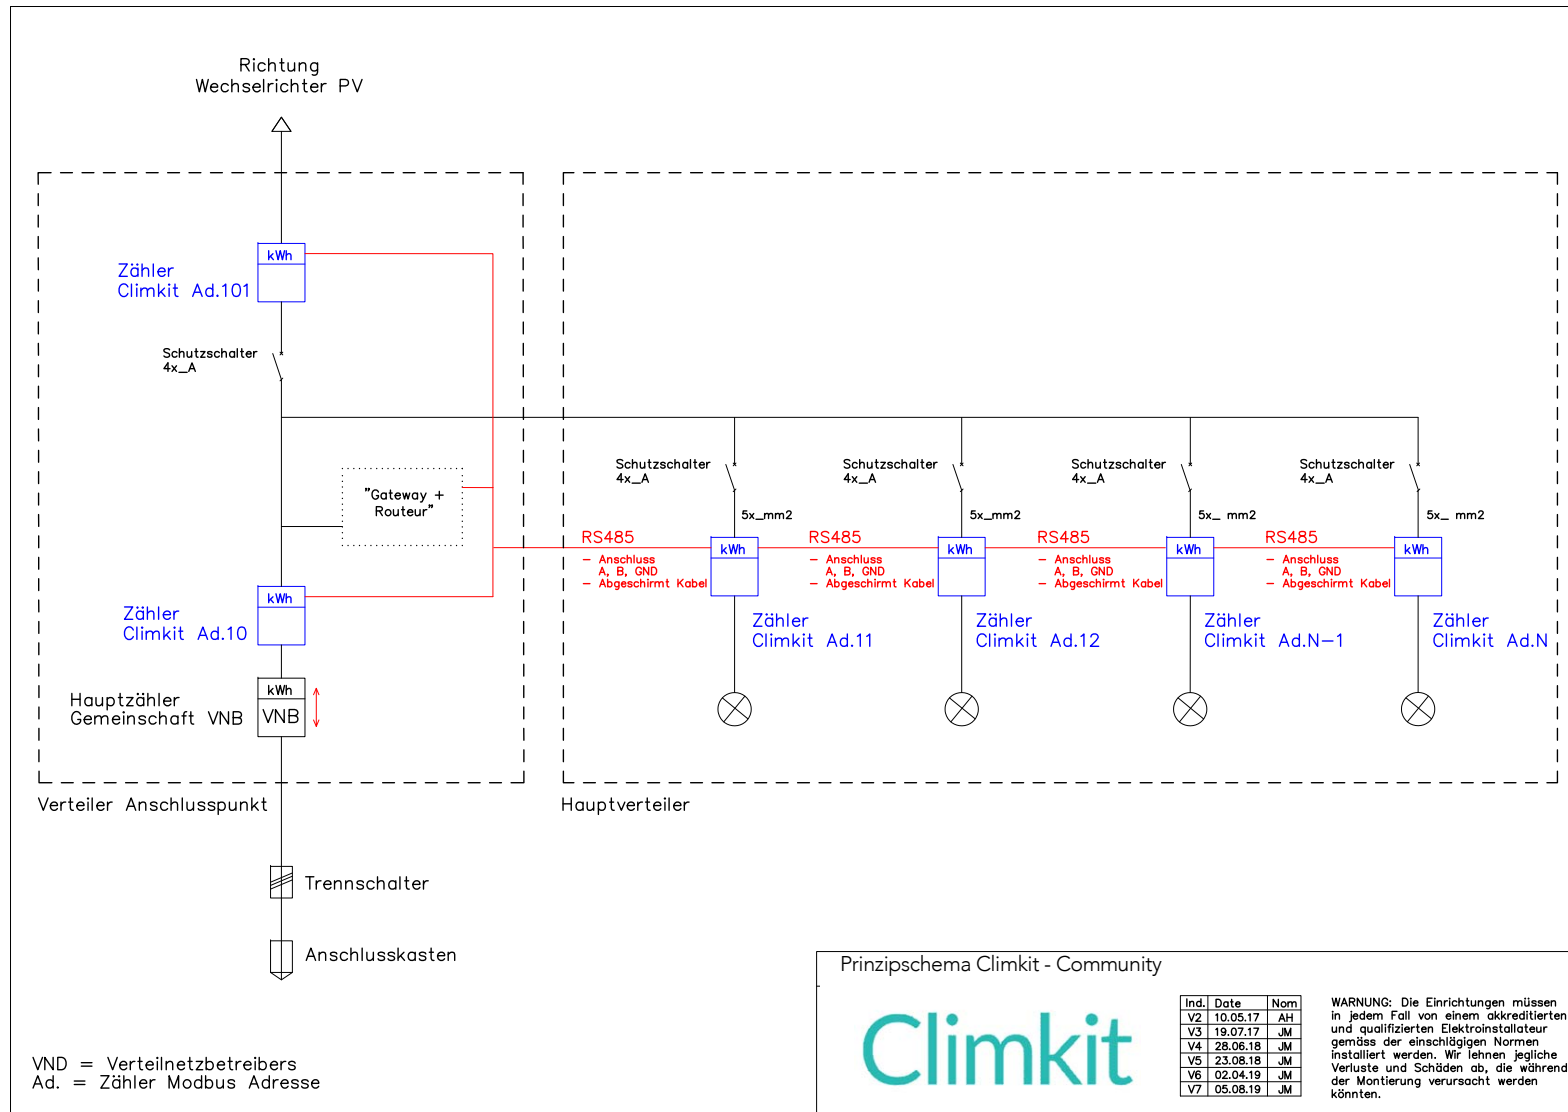 Richtung
Wechselrichter PV
kWh
Zähler
Climkit Ad.101
Schutzschalter
4x_A
"Gateway +
Routeur"
kWh
Zähler
Climkit Ad.10
kWh
Hauptzähler
Gemeinschaft VNB
VNB
Verteiler Anschlusspunkt
Trennschalter
Anschlusskasten
Schutzschalter
4x_A
5x_mm2
RS485
– Anschluss
A, B, GND
– Abgeschirmt Kabel
kWh
Zähler
Climkit Ad.11
Schutzschalter
4x_A
5x_mm2
RS485
– Anschluss
A, B, GND
– Abgeschirmt Kabel
kWh
Zähler
Climkit Ad.12
Schutzschalter
4x_A
5x_ mm2
RS485
– Anschluss
A, B, GND
– Abgeschirmt Kabel
kWh
Zähler
Climkit Ad.N–1
Schutzschalter
4x_A
5x_ mm2
RS485
– Anschluss
A, B, GND
– Abgeschirmt Kabel
kWh
Zähler
Climkit Ad.N
Hauptverteiler
VND = Verteilnetzbetreibers
Ad. = Zähler Modbus Adresse
Prinzipschema Climkit - Community
Climkit
Ind. Date Nom
V2 10.05.17 AH
V3 19.07.17 JM
V4 28.06.18 JM
V5 23.08.18 JM
V6 02.04.19 JM
V7 05.08.19 JM
WARNUNG: Die Einrichtungen müssen
in jedem Fall von einem akkreditierten
und qualifizierten Elektroinstallateur
gemäss der einschlägigen Normen
installiert werden. Wir lehnen jegliche
Verluste und Schäden ab, die während
der Montierung verursacht werden
könnten.